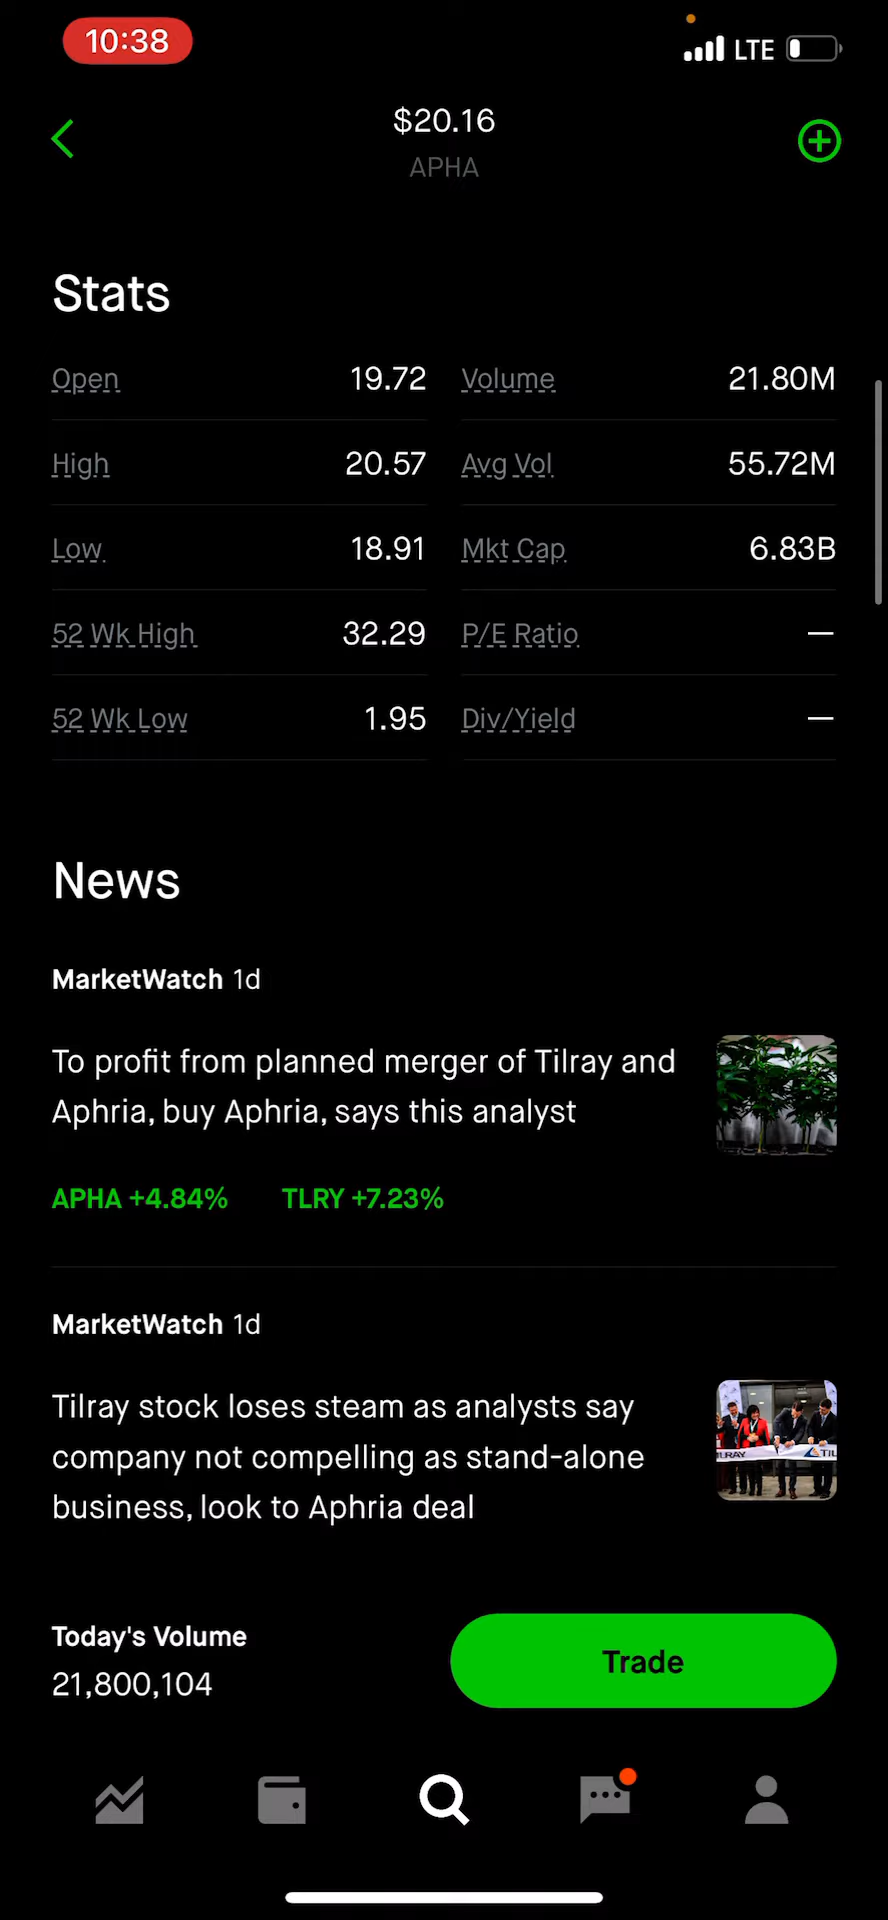 10:38
LTE
$20.16
APHA
Stats
Open 19.72 Volume 21.80M
High 20.57 Avg Vol 55.72M
Low 18.91 Mkt Cap 6.83B
52 Wk High 32.29 P/E Ratio —
52 Wk Low 1.95 Div/Yield —
News
MarketWatch 1d
To profit from planned merger of Tilray and
Aphria, buy Aphria, says this analyst
APHA +4.84% TLRY +7.23%
MarketWatch 1d
Tilray stock loses steam as analysts say
company not compelling as stand-alone
business, look to Aphria deal
ILRAY TIL
Today's Volume
21,800,104
Trade